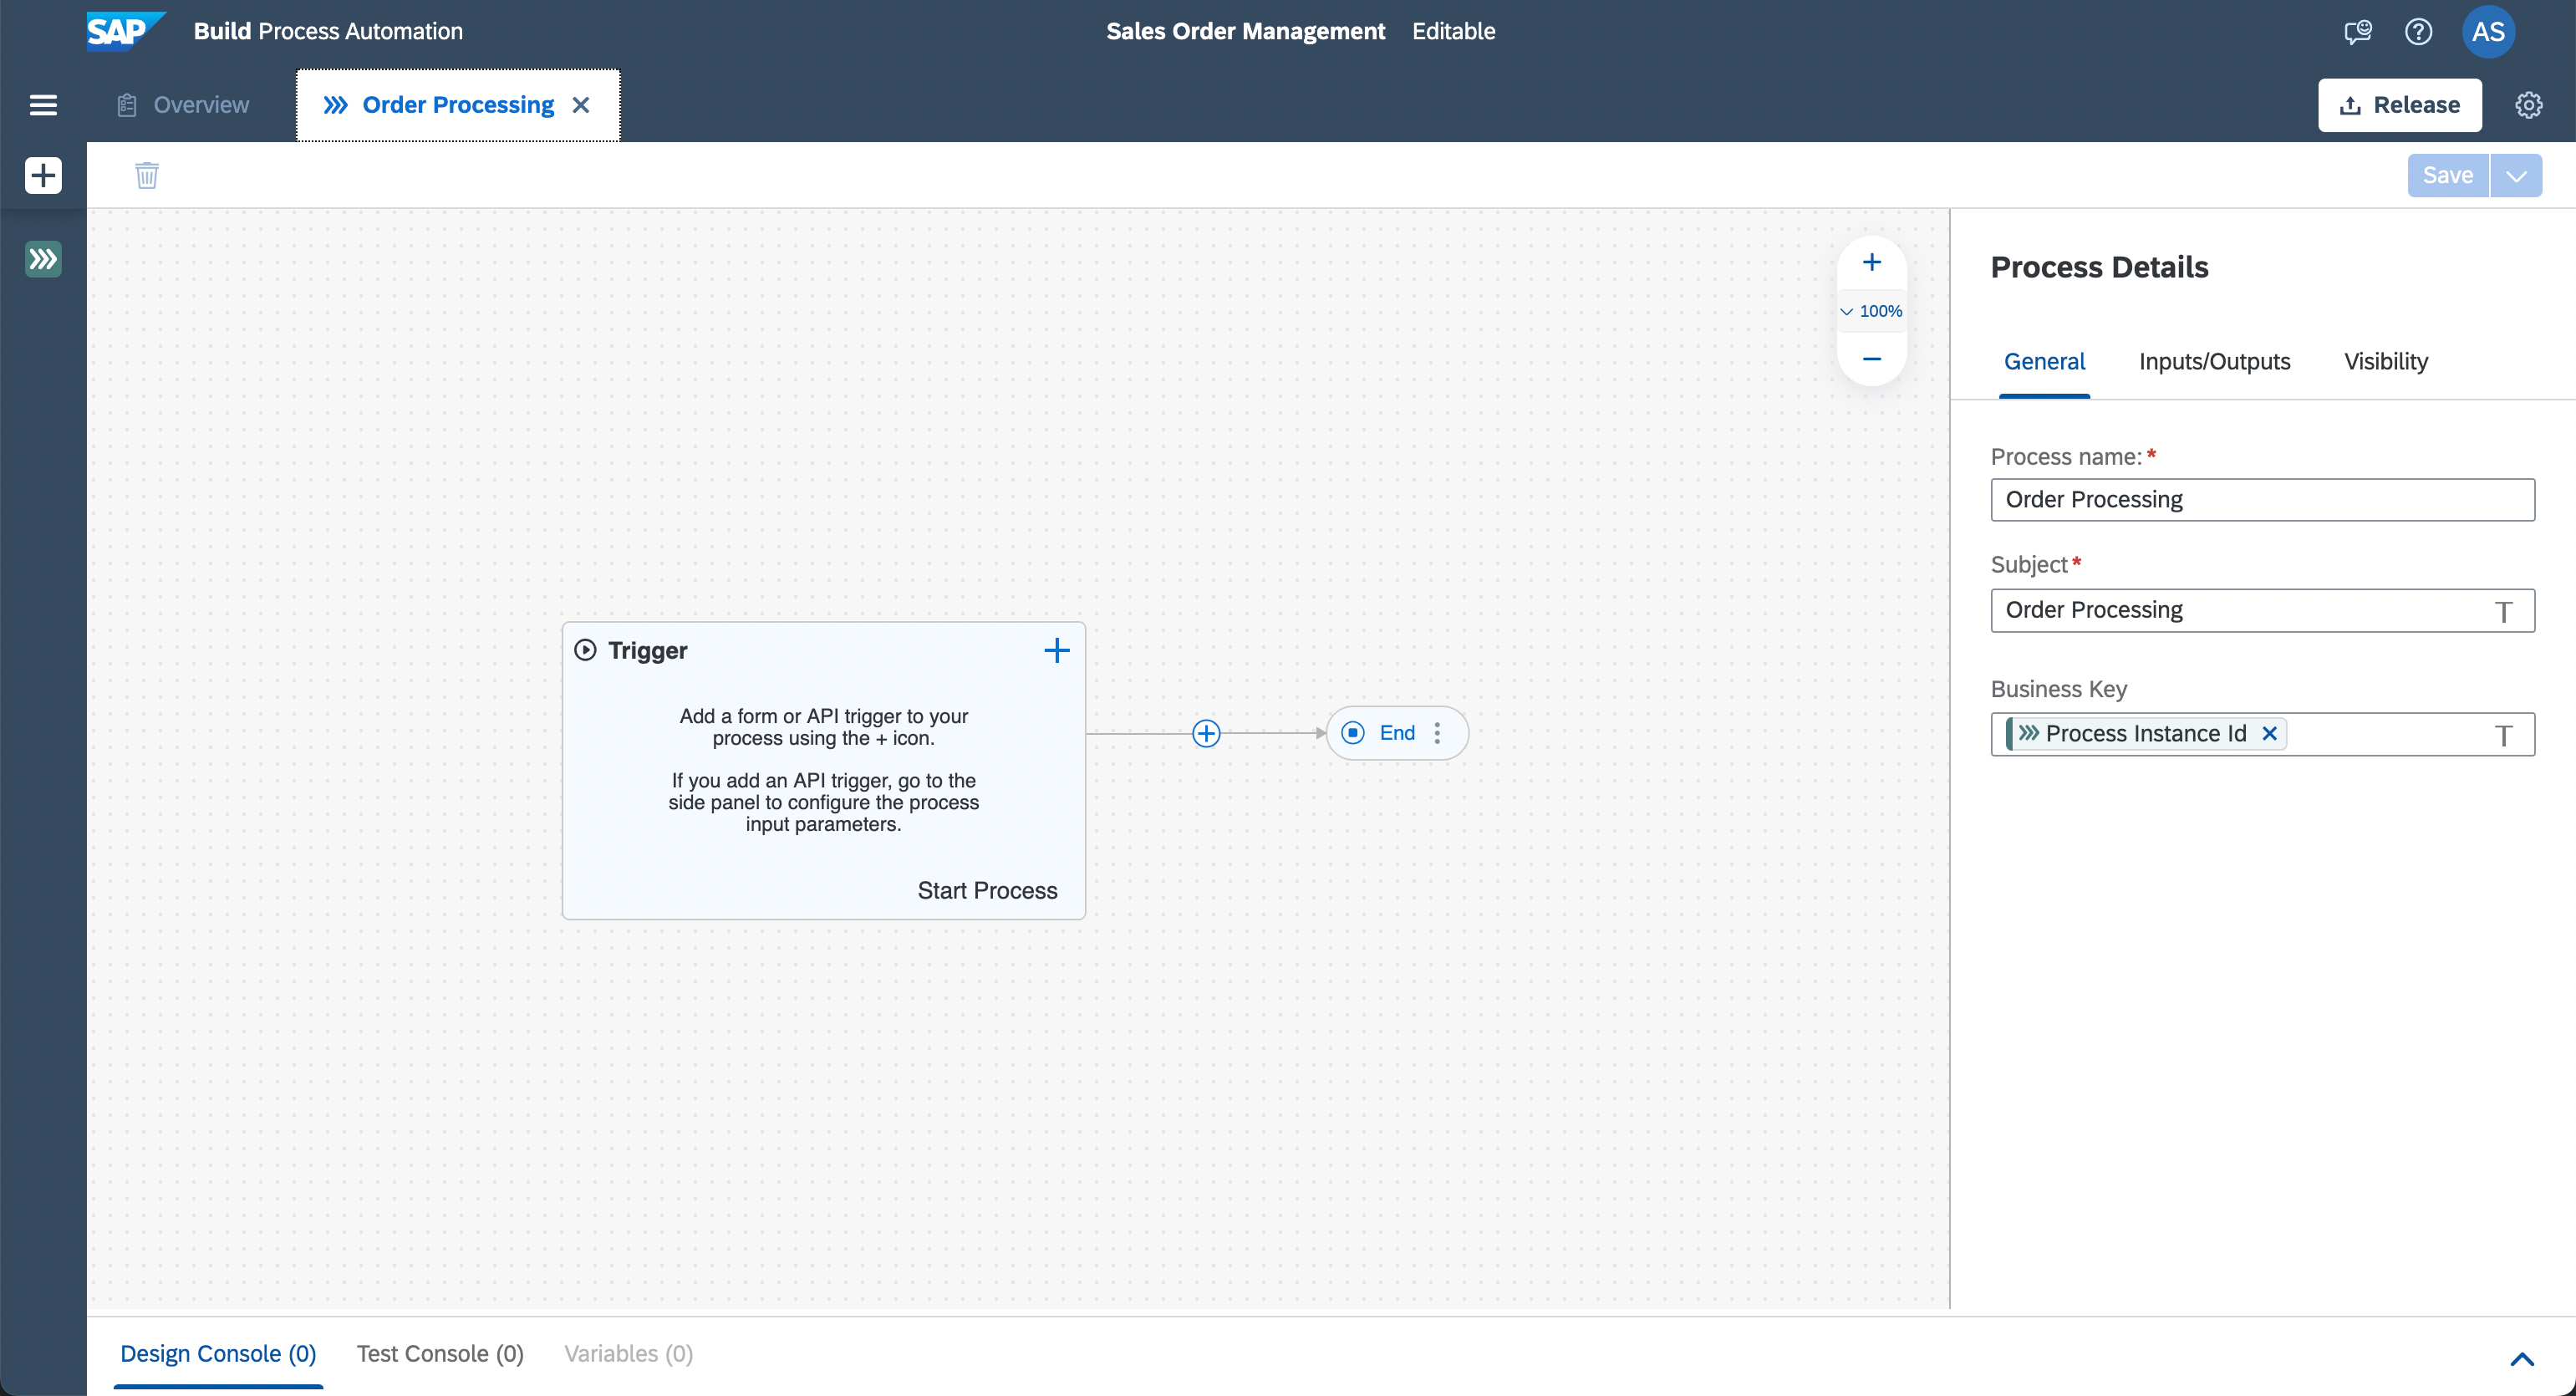 SAP Build Process Automation Sales Order Management Editable AS
Overview Order Processing Release
Save
100%
Trigger
Add a form or API trigger to your
process using the + icon.
If you add an API trigger, go to the
side panel to configure the process
input parameters.
Start Process
End
Process Details
General Inputs/Outputs Visibility
Process name:*
Order Processing
Subject*
Order Processing
Business Key
Process Instance Id
Design Console (0) Test Console (0) Variables (0)